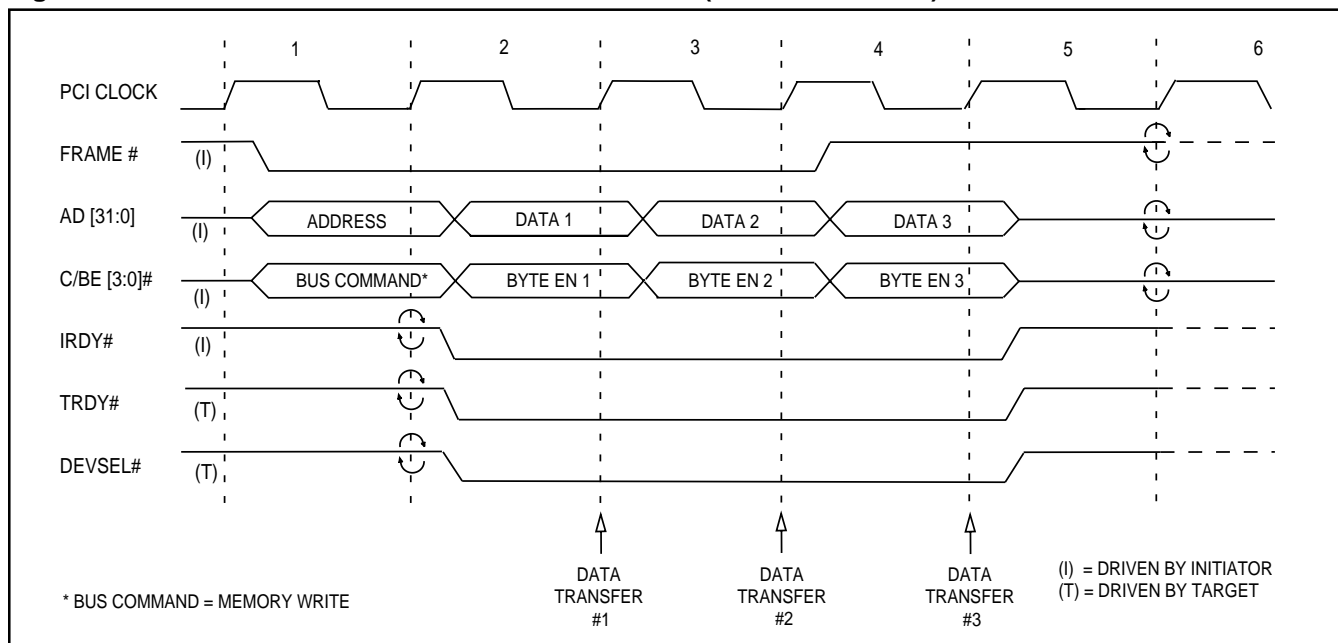 1 2 3 4 5 6
PCI CLOCK
FRAME # (I)
AD [31:0] (I) ADDRESS DATA 1 DATA 2 DATA 3
C/BE [3:0]# (I) BUS COMMAND* BYTE EN 1 BYTE EN 2 BYTE EN 3
IRDY# (I)
TRDY# (T)
DEVSEL# (T)
DATA TRANSFER #1
DATA TRANSFER #2
DATA TRANSFER #3
(I) = DRIVEN BY INITIATOR
(T) = DRIVEN BY TARGET
* BUS COMMAND = MEMORY WRITE